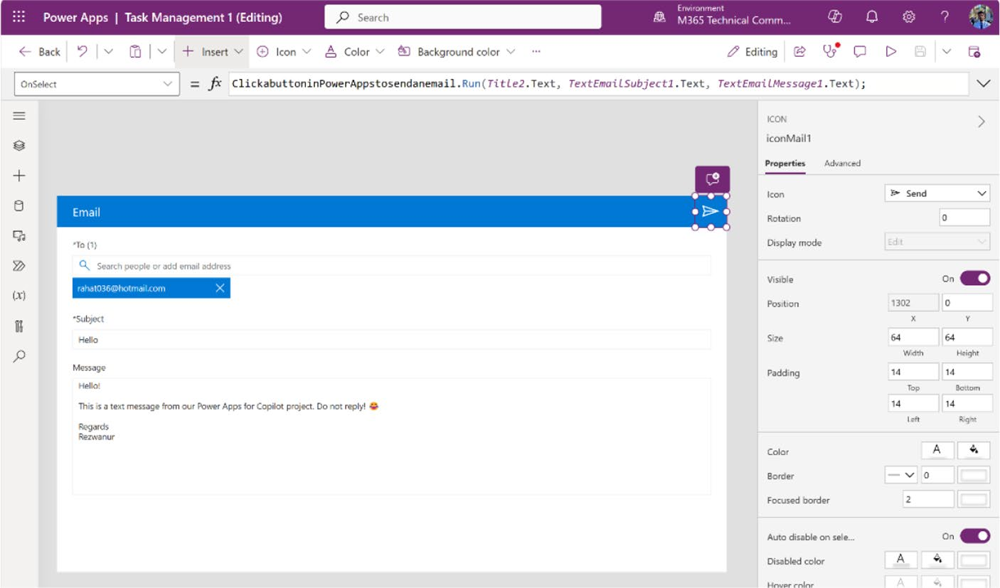 Power Apps | Task Management 1 (Editing)
Search
Environment
M365 Technical Comm...
Back
Insert
Icon
Color
Background color
...
Editing
OnSelect
= fx ClickabuttoninPowerAppstosendanemail.Run(Title2.Text, TextEmailSubject1.Text, TextEmailMessage1.Text);
(x)
Email
*To (1)
Search people or add email address
rahat036@hotmail.com
*Subject
Hello
Message
Hello!
This is a text message from our Power Apps for Copilot project. Do not reply! 😂
Regards
Rezwanur
ICON
iconMail1
Properties Advanced
Icon Send
Rotation 0
Display mode Edit
Visible On
Position 1302 0
X Y
Size 64 64
Width Height
Padding 14 14
Top Bottom
14 14
Left Right
Color A
Border 0
Focused border 2
Auto disable on sele... On
Disabled color A
Hover color A